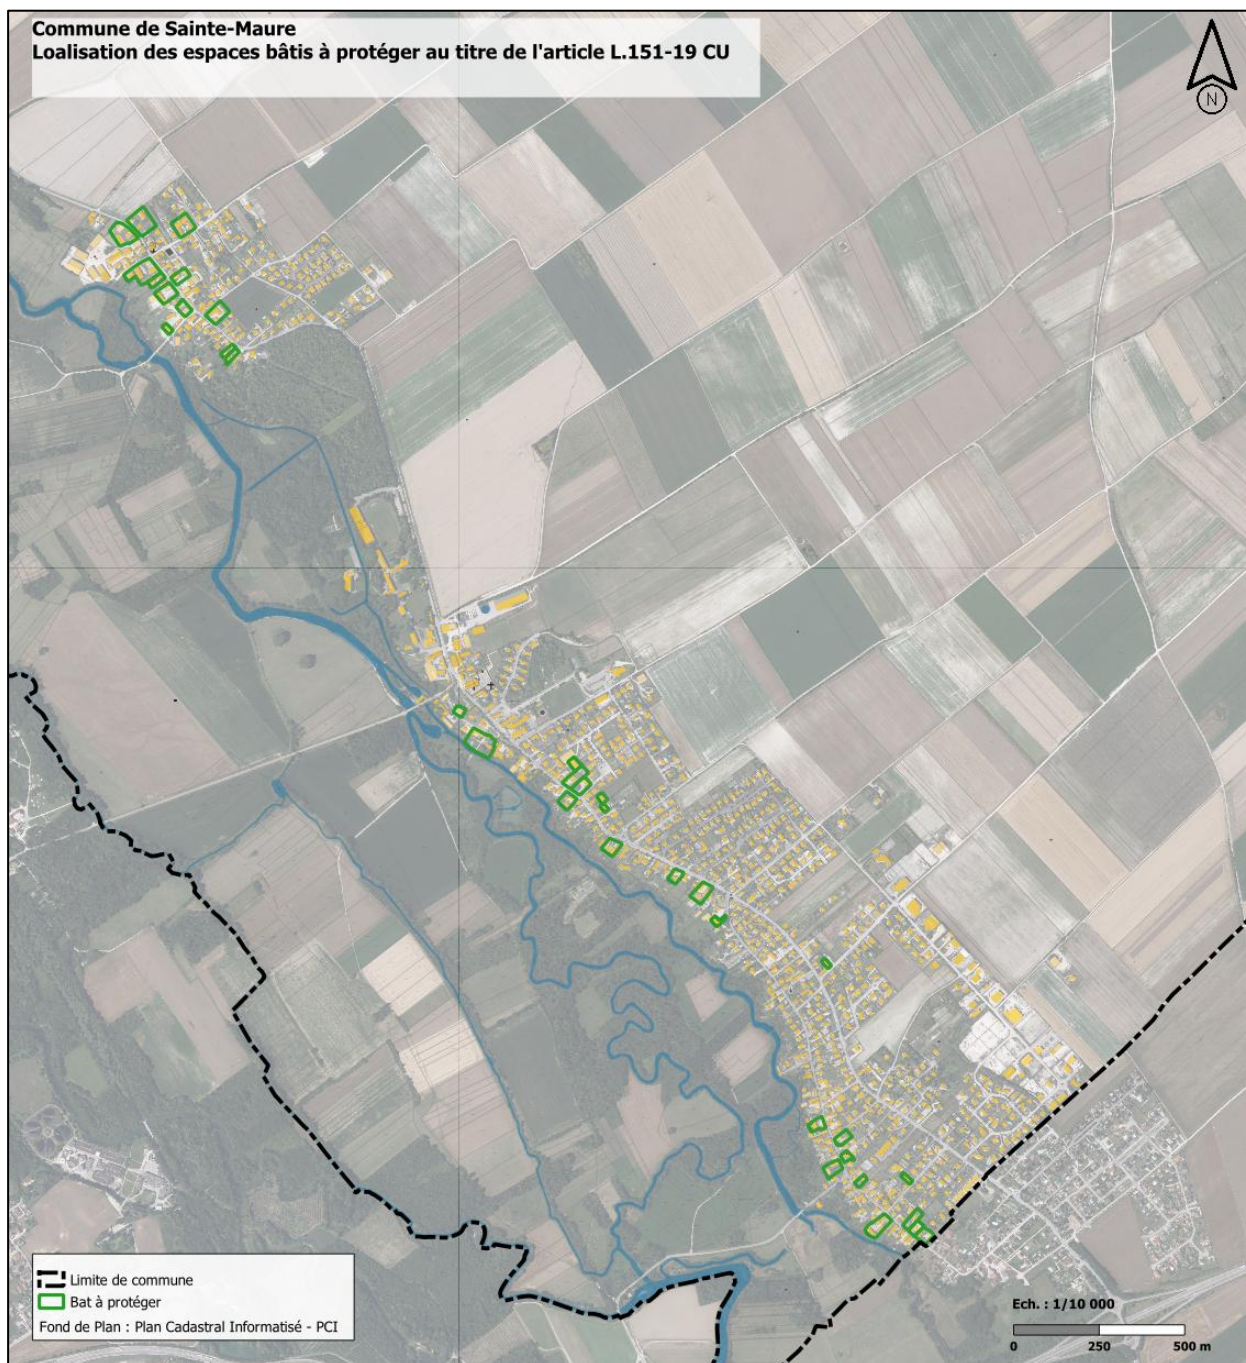 Commune de Sainte-Maure
Loalisation des espaces bâtis à protéger au titre de l'article L.151-19 CU
N
Limite de commune
Bat à protéger
Fond de Plan : Plan Cadastral Informatisé - PCI
Ech. : 1/10 000
0 250 500 m